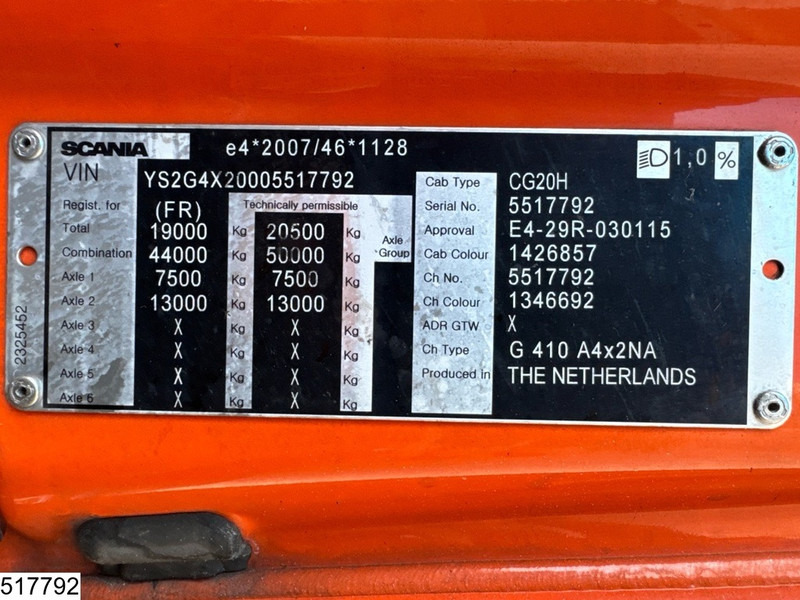 SCANIA e4*2007/46*1128 1,0 %
VIN YS2G4X20005517792
Regist. for (FR) Technically permissible
Total 19000 Kg 20500 Kg Axle Group
Combination 44000 Kg 50000 Kg
Axle 1 7500 Kg 7500 Kg
Axle 2 13000 Kg 13000 Kg
Axle 3 X Kg X Kg
Axle 4 X Kg X Kg
Axle 5 X Kg X Kg
Axle 6 X Kg X Kg
Cab Type CG20H
Serial No. 5517792
Approval E4-29R-030115
Cab Colour 1426857
Ch No. 5517792
Ch Colour 1346692
ADR GTW X
Ch Type G 410 A4x2NA
Produced in THE NETHERLANDS
2325452
517792